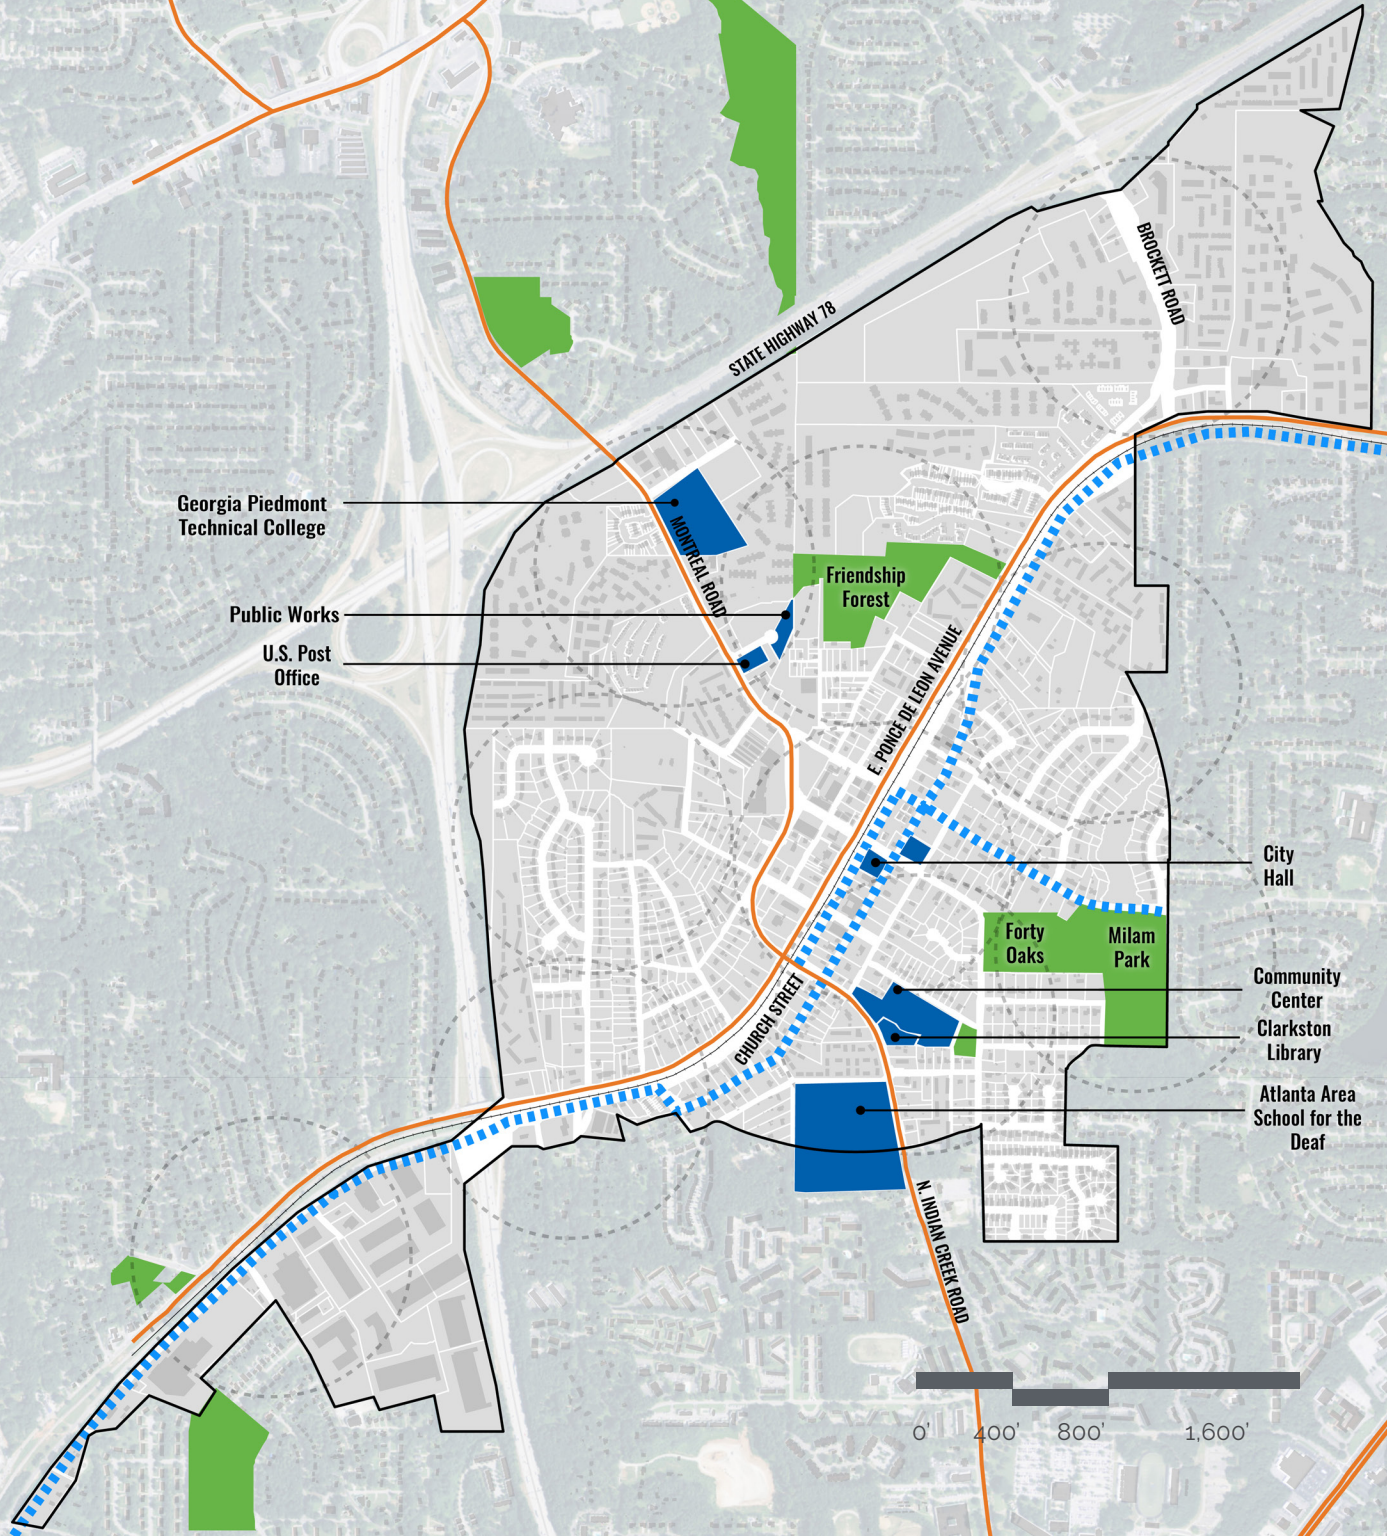 BROCKETT ROAD
STATE HIGHWAY 78
Georgia Piedmont
Technical College
MONTREAL ROAD
Friendship
Forest
Public Works
U.S. Post
Office
E. PONCE DE LEON AVENUE
City
Hall
Forty
Oaks
Milam
Park
Community
Center
CHURCH STREET
Clarkston
Library
Atlanta Area
School for the
Deaf
N. INDIAN CREEK ROAD
0' 400' 800' 1,600'